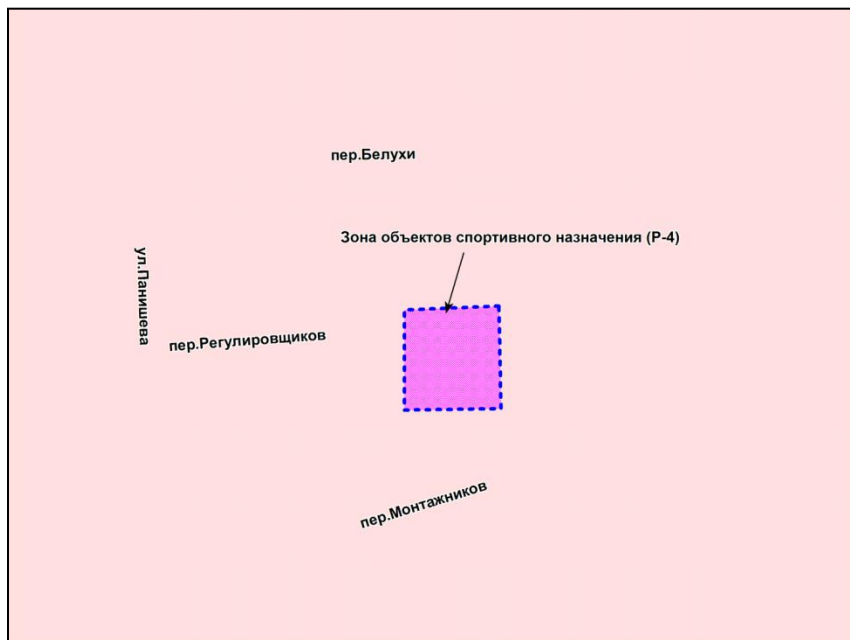 пер.Белухи
Зона объектов спортивного назначения (Р-4)
ул.Панишева
пер.Регулировщиков
пер.Монтажников